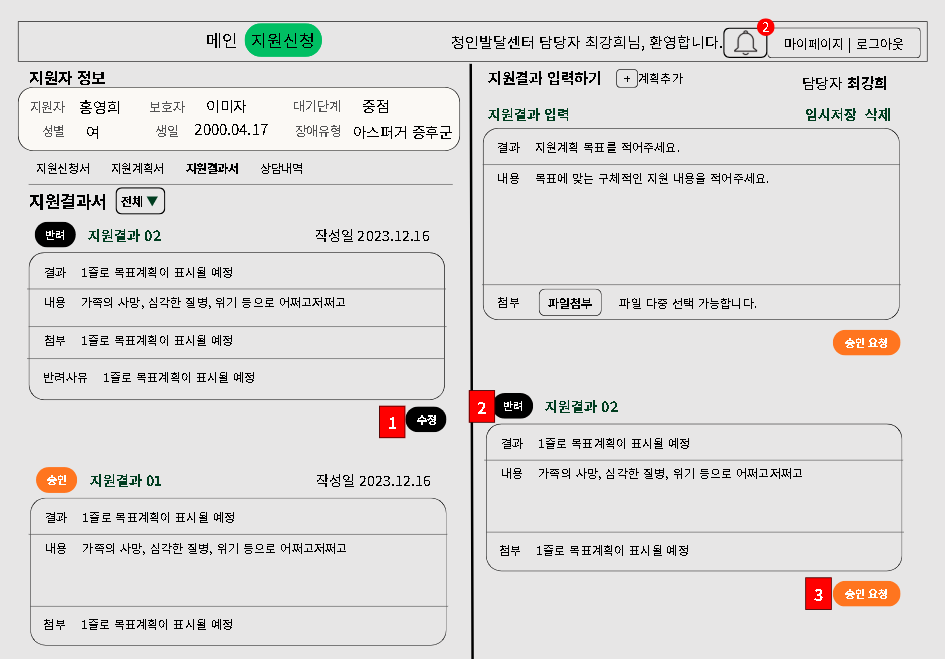 메인 지원신청 청인발달센터 담당자 최강희님, 환영합니다. 2 마이페이지 | 로그아웃
지원자 정보
지원자 홍영희 보호자 이미자 대기단계 중점
성별 여 생일 2000.04.17 장애유형 아스퍼거 증후군
지원신청서 지원계획서 지원결과서 상담내역
지원결과서 전체 ▼
반려 지원결과 02 작성일 2023.12.16
결과 1줄로 목표계획이 표시될 예정
내용 가족의 사망, 심각한 질병, 위기 등으로 어쩌고저쩌고
첨부 1줄로 목표계획이 표시될 예정
반려사유 1줄로 목표계획이 표시될 예정
1 수정
승인 지원결과 01 작성일 2023.12.16
결과 1줄로 목표계획이 표시될 예정
내용 가족의 사망, 심각한 질병, 위기 등으로 어쩌고저쩌고
첨부 1줄로 목표계획이 표시될 예정
지원결과 입력하기 + 계획추가 담당자 최강희
지원결과 입력 임시저장 삭제
결과 지원계획 목표를 적어주세요.
내용 목표에 맞는 구체적인 지원 내용을 적어주세요.
첨부 파일첨부 파일 다중 선택 가능합니다.
승인 요청
2 반려 지원결과 02
결과 1줄로 목표계획이 표시될 예정
내용 가족의 사망, 심각한 질병, 위기 등으로 어쩌고저쩌고
첨부 1줄로 목표계획이 표시될 예정
3 승인 요청